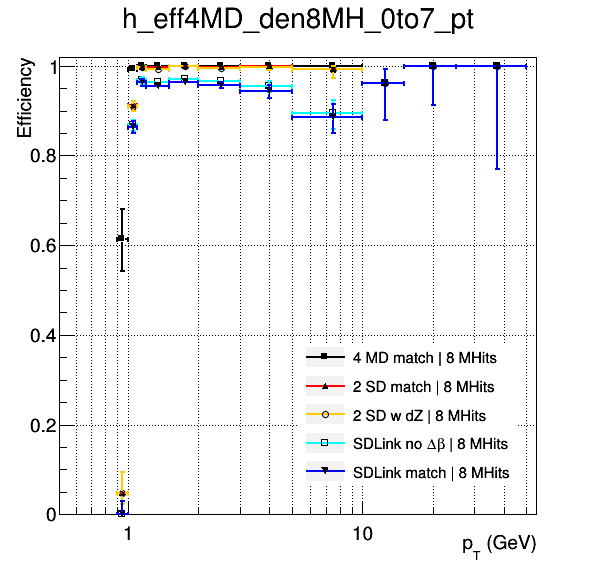 h_eff4MD_den8MH_0to7_pt
Efficiency
1
0.8
0.6
0.4
0.2
0
4 MD match | 8 MHits
2 SD match | 8 MHits
2 SD w dZ | 8 MHits
SDLink no Δβ | 8 MHits
SDLink match | 8 MHits
1
10
p_T (GeV)